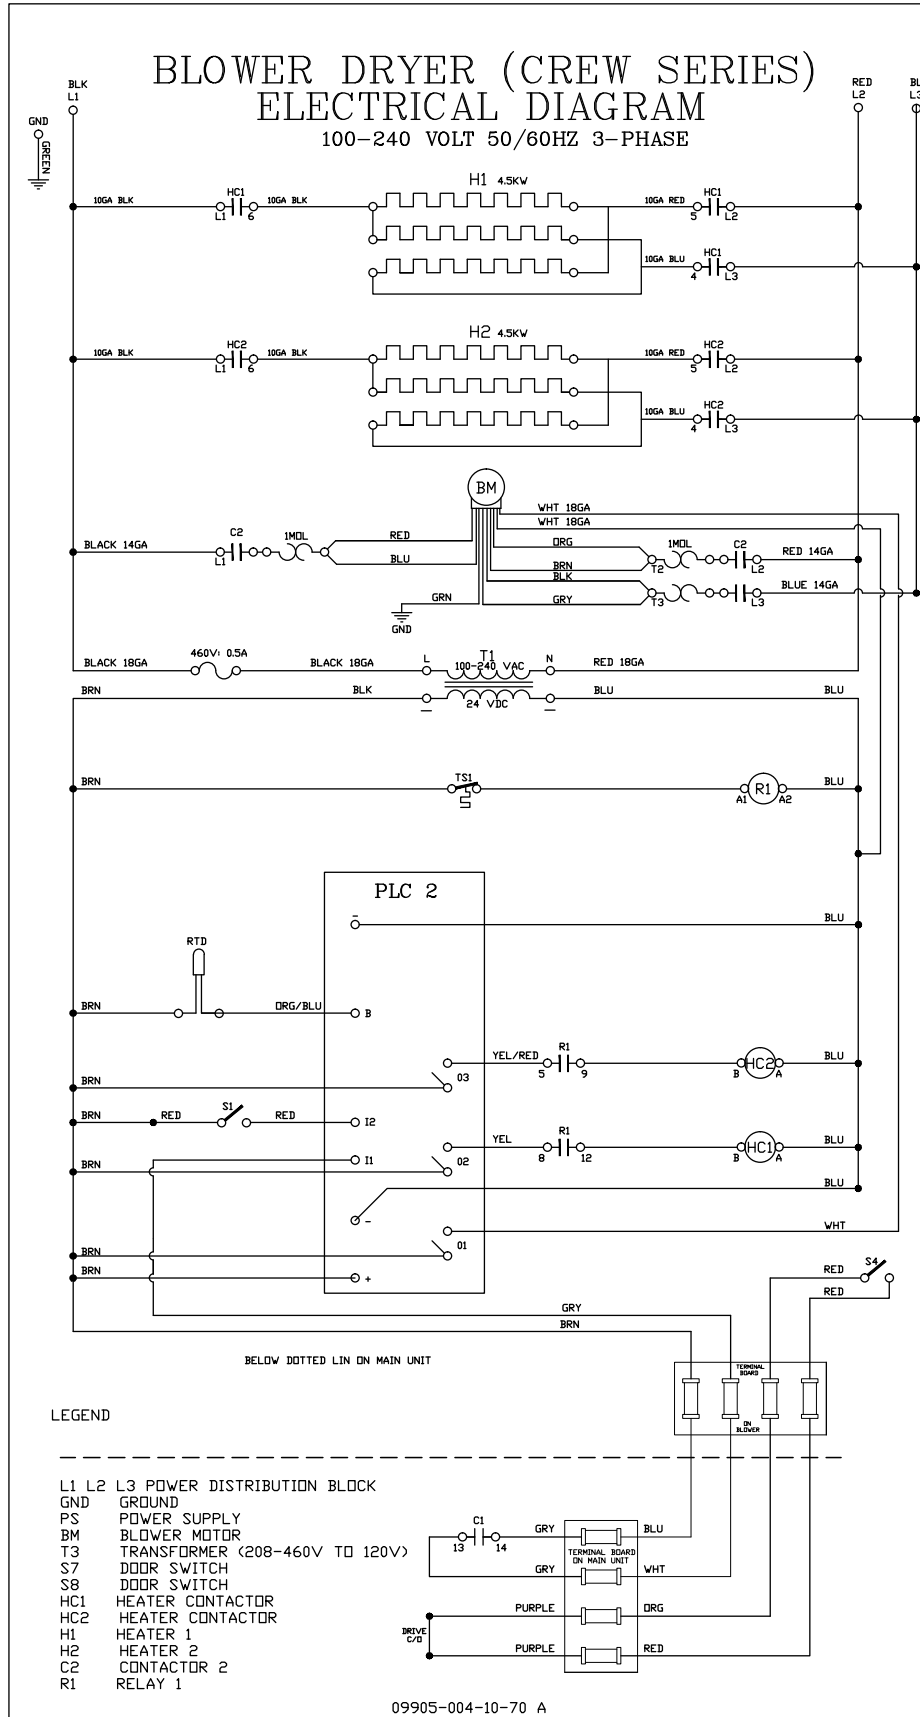 BLOWER DRYER (CREW SERIES)
ELECTRICAL DIAGRAM
100-240 VOLT 50/60HZ 3-PHASE
BLK
L1
RED
L2
BL
L3
GND
GREEN
H1 4.5KW
10GA BLK
HC1
L1 6
10GA BLK
10GA RED
HC1
5 L2
10GA BLU
HC1
4 L3
H2 4.5KW
10GA BLK
HC2
L1 6
10GA BLK
10GA RED
HC2
5 L2
10GA BLU
HC2
4 L3
BM
WHT 18GA
WHT 18GA
BLACK 14GA
C2
L1
1MOL
RED
BLU
ORG
BRN
BLK
GRY
T2
T3
1MOL
C2
L2
L3
RED 14GA
BLUE 14GA
GRN
GND
BLACK 18GA
460V: 0.5A
BLACK 18GA
L
T1
100-240 VAC
N
RED 18GA
BRN
BLK
24 VDC
BLU
BLU
BRN
TS1
R1
A1 A2
BLU
PLC 2
-
BLU
RTD
BRN
ORG/BLU
B
YEL/RED
R1
5 9
HC2
B A
BLU
BRN
03
BRN
RED
S1
RED
I2
YEL
R1
8 12
HC1
B A
BLU
I1
02
BRN
BLU
-
WHT
01
BRN
BRN
+
S4
RED
RED
GRY
BRN
BELOW DOTTED LIN ON MAIN UNIT
TERMINAL
BOARD
ON
BLOWER
LEGEND
L1 L2 L3 POWER DISTRIBUTION BLOCK
GND GROUND
PS POWER SUPPLY
BM BLOWER MOTOR
T3 TRANSFORMER (208-460V TO 120V)
S7 DOOR SWITCH
S8 DOOR SWITCH
HC1 HEATER CONTACTOR
HC2 HEATER CONTACTOR
H1 HEATER 1
H2 HEATER 2
C2 CONTACTOR 2
R1 RELAY 1
C1
13 14
GRY
BLU
TERMINAL BOARD
ON MAIN UNIT
GRY
WHT
PURPLE
ORG
DRIVE
C/O
PURPLE
RED
09905-004-10-70 A